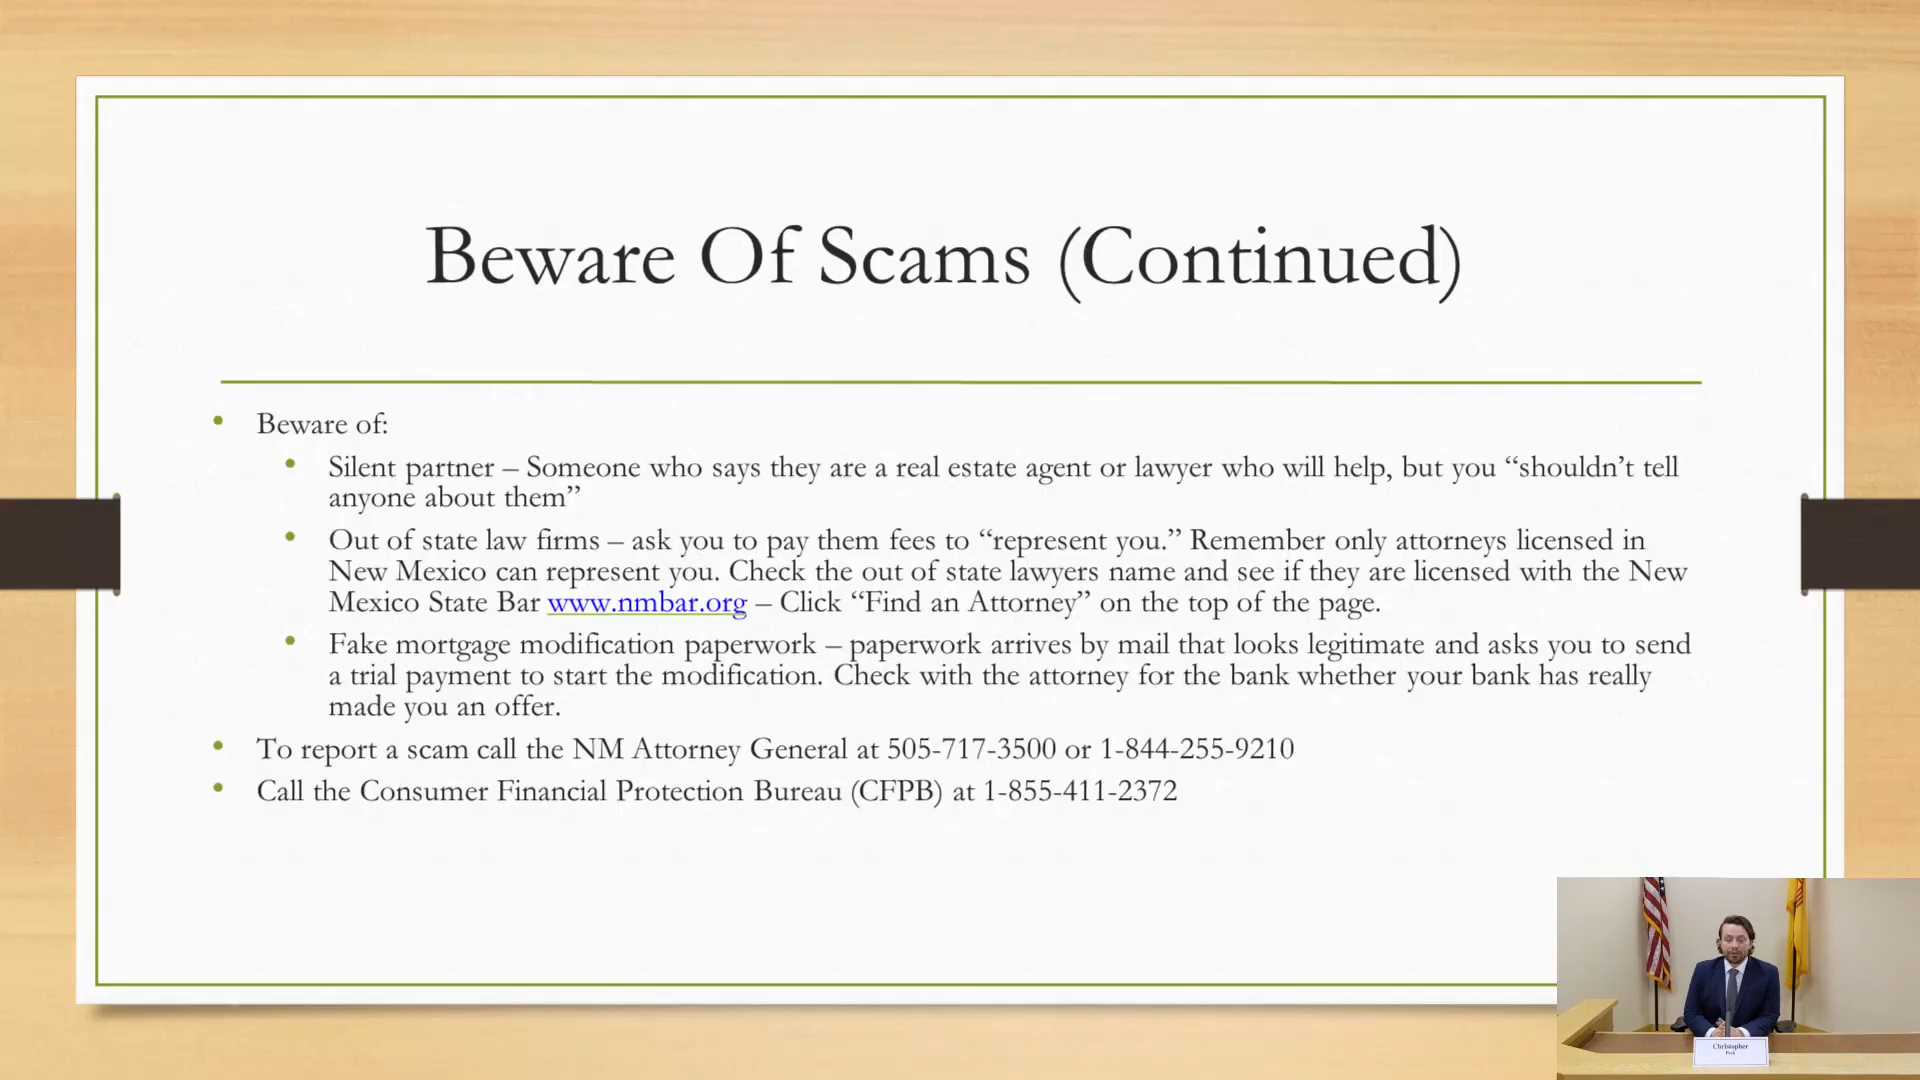 Beware Of Scams (Continued)
• Beware of:
• Silent partner – Someone who says they are a real estate agent or lawyer who will help, but you “shouldn’t tell
anyone about them”
• Out of state law firms – ask you to pay them fees to “represent you.” Remember only attorneys licensed in
New Mexico can represent you. Check the out of state lawyers name and see if they are licensed with the New
Mexico State Bar www.nmbar.org – Click “Find an Attorney” on the top of the page.
• Fake mortgage modification paperwork – paperwork arrives by mail that looks legitimate and asks you to send
a trial payment to start the modification. Check with the attorney for the bank whether your bank has really
made you an offer.
• To report a scam call the NM Attorney General at 505-717-3500 or 1-844-255-9210
• Call the Consumer Financial Protection Bureau (CFPB) at 1-855-411-2372
Christopher
Peck